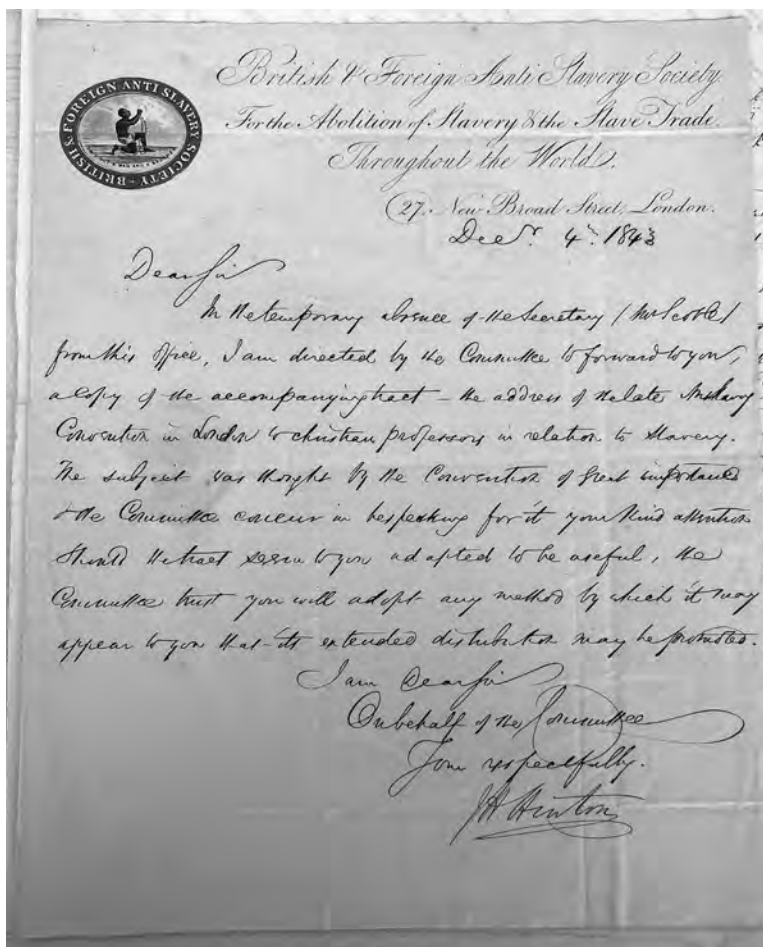 BRITISH & FOREIGN ANTI SLAVERY SOCIETY
British & Foreign Anti Slavery Society
For the Abolition of Slavery & the Slave Trade
Throughout the World.
27. New Broad Street, London.
Decr. 4th. 1843
Dear Sir
In the temporary absence of the Secretary (Mr Scoble)
from this Office, I am directed by the Committee to forward to you,
a copy of the accompanying tract – the address of the late Anti slavery
Convention in London to christian professors in relation to Slavery.
The subject was thought by the Convention of great importance
& the Committee concur in bespeaking for it your kind attention
Should the tract seem to you adapted to be useful, the
Committee trust you will adopt any method by which it may
appear to you that its extended distribution may be promoted.
I am Dear Sir
On behalf of the Committee
Your respectfully.
J H Hinton